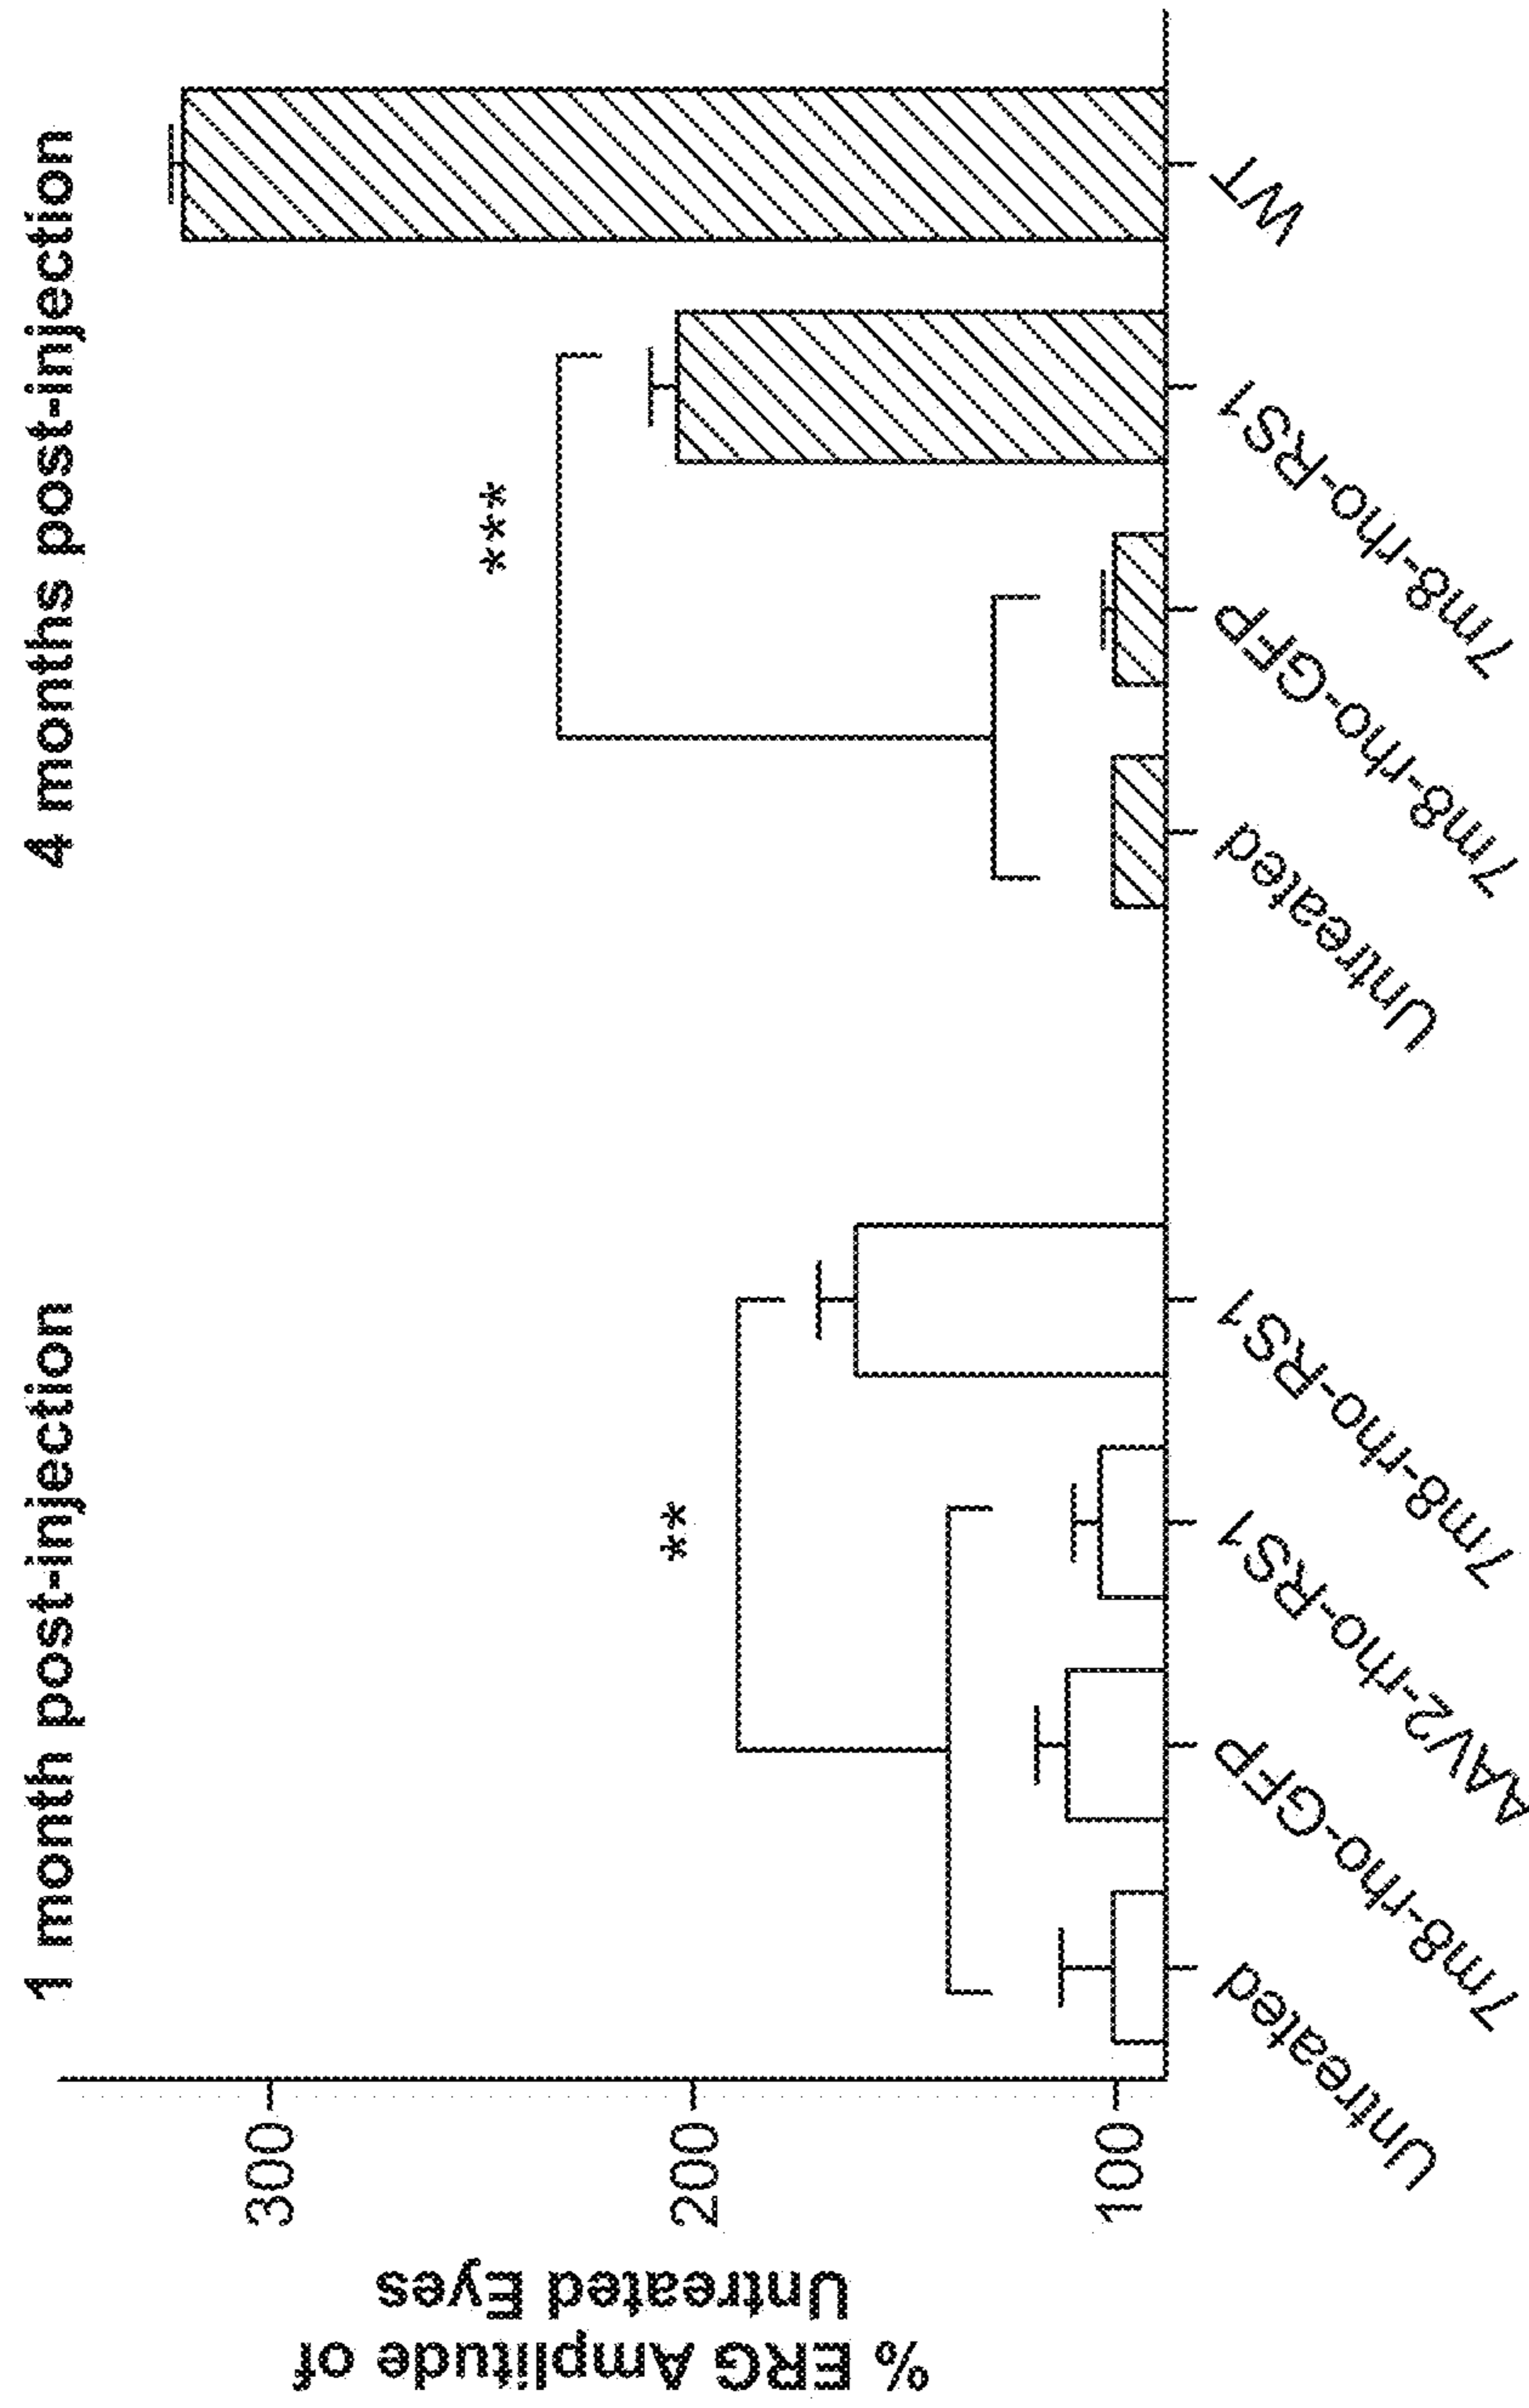 1 month post-injection
4 months post-injection
**
***
% ERG Amplitude of
Untreated Eyes
300
200
100
Untreated
7m8-rho-GFP
AAV2-rho-RS1
7m8-rho-RS1
Untreated
7m8-rho-GFP
7m8-rho-RS1
WT